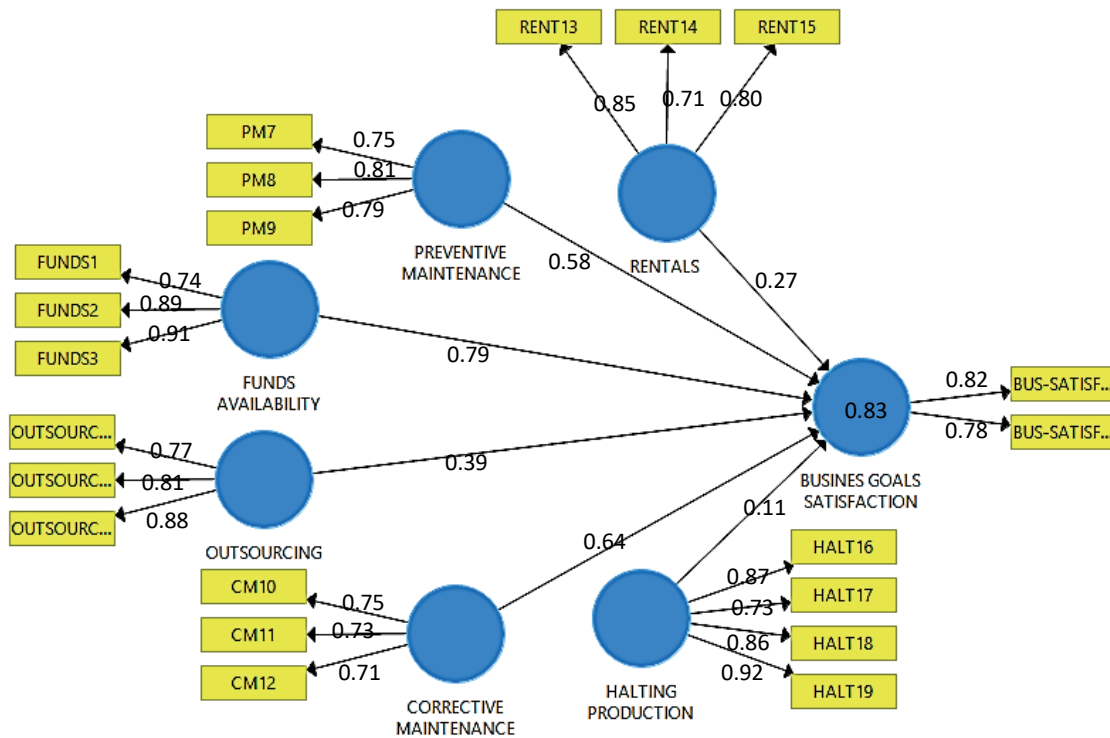 RENT13 RENT14 RENT15
0.85 0.71 0.80
PM7
PM8
PM9
0.75
0.81
0.79
PREVENTIVE
MAINTENANCE
RENTALS
0.58
0.27
FUNDS1
FUNDS2
FUNDS3
0.74
0.89
0.91
FUNDS
AVAILABILITY
0.79
0.83
BUSINES GOALS
SATISFACTION
0.82
0.78
BUS-SATISF...
BUS-SATISF...
OUTSOURC...
OUTSOURC...
OUTSOURC...
0.77
0.81
0.88
OUTSOURCING
0.39
0.64
0.11
CM10
CM11
CM12
0.75
0.73
0.71
CORRECTIVE
MAINTENANCE
HALTING
PRODUCTION
0.87
0.73
0.86
0.92
HALT16
HALT17
HALT18
HALT19